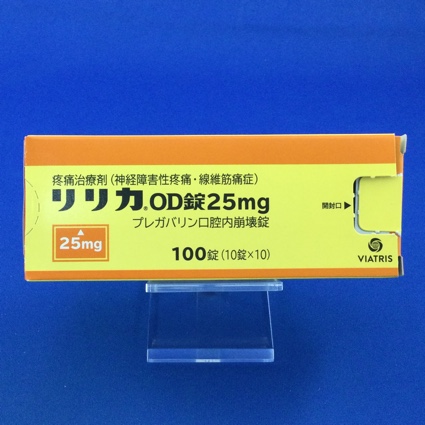 疼痛治療剤(神経障害性疼痛・線維筋痛症)
リリカ®OD錠25mg
プレガバリン口腔内崩壊錠
開封口▶
▲
25mg
100錠(10錠×10)
VIATRIS